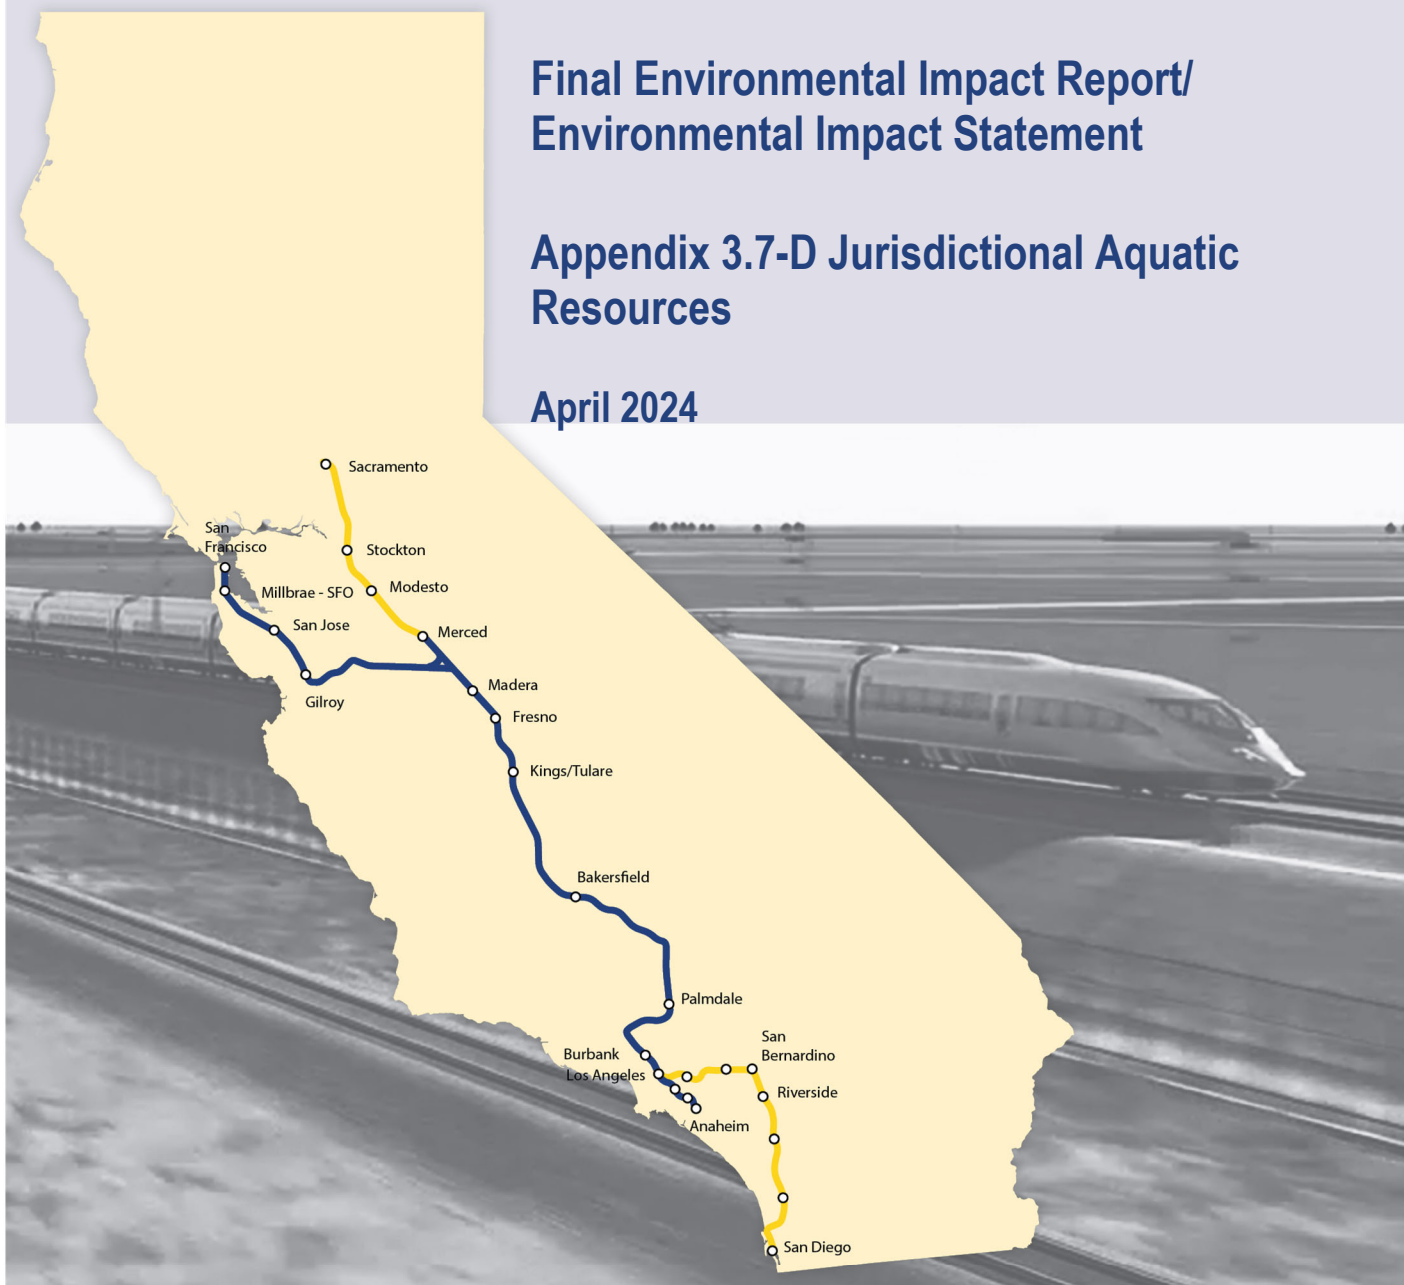 Final Environmental Impact Report/
Environmental Impact Statement
Appendix 3.7-D Jurisdictional Aquatic
Resources
April 2024
Sacramento
San
Francisco
Stockton
Modesto
Millbrae - SFO
San Jose
Merced
Gilroy
Madera
Fresno
Kings/Tulare
Bakersfield
Palmdale
San
Bernardino
Burbank
Los Angeles
Riverside
Anaheim
San Diego